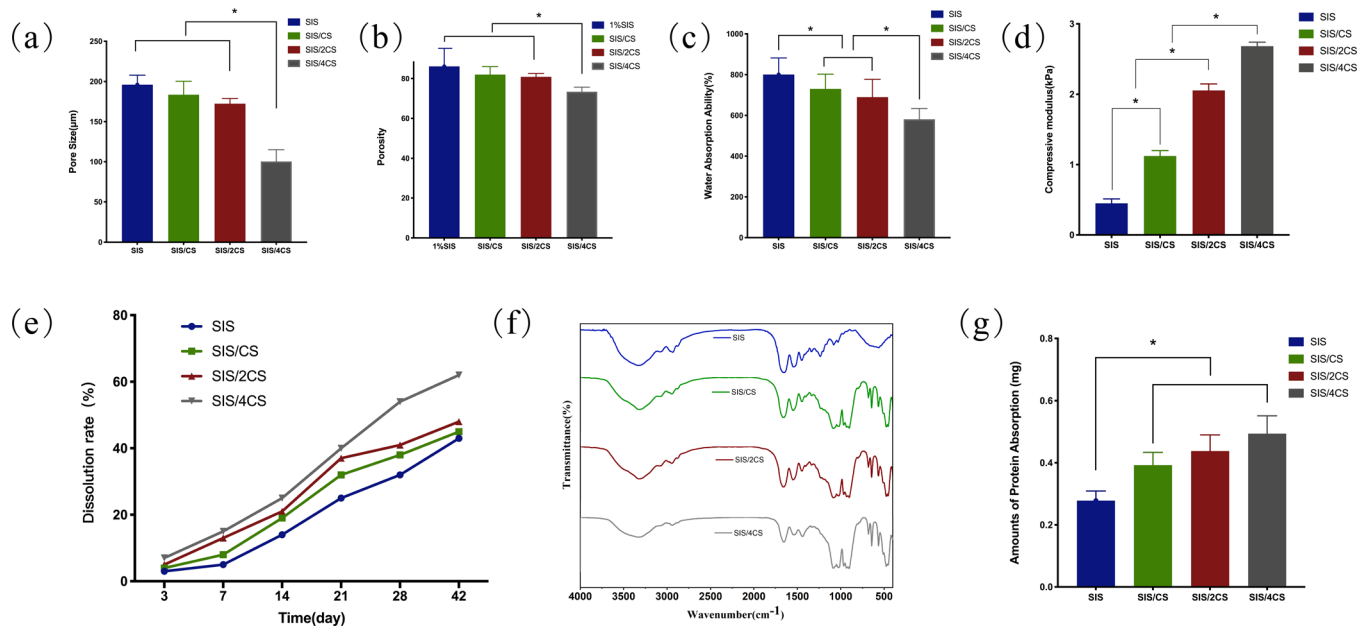 (a)
*
SIS
SIS/CS
SIS/2CS
SIS/4CS
Pore Size(μm)
250
200
150
100
50
0
SIS SIS/CS SIS/2CS SIS/4CS
(b)
*
1%SIS
SIS/CS
SIS/2CS
SIS/4CS
Porosity
80
60
40
20
0
1%SIS SIS/CS SIS/2CS SIS/4CS
(c)
* *
SIS
SIS/CS
SIS/2CS
SIS/4CS
Water Absorption Ability(%)
1000
800
600
400
200
0
SIS SIS/CS SIS/2CS SIS/4CS
(d)
* * *
SIS
SIS/CS
SIS/2CS
SIS/4CS
Compressive modulus(kPa)
3
2
1
0
SIS SIS/CS SIS/2CS SIS/4CS
(e)
SIS
SIS/CS
SIS/2CS
SIS/4CS
Dissolution rate (%)
80
60
40
20
0
3 7 14 21 28 42
Time(day)
(f)
SIS
SIS/CS
SIS/2CS
SIS/4CS
Transmittance(%)
4000 3500 3000 2500 2000 1500 1000 500
Wavenumber(cm-1)
(g)
*
SIS
SIS/CS
SIS/2CS
SIS/4CS
Amounts of Protein Absorption (mg)
0.8
0.6
0.4
0.2
0.0
SIS SIS/CS SIS/2CS SIS/4CS